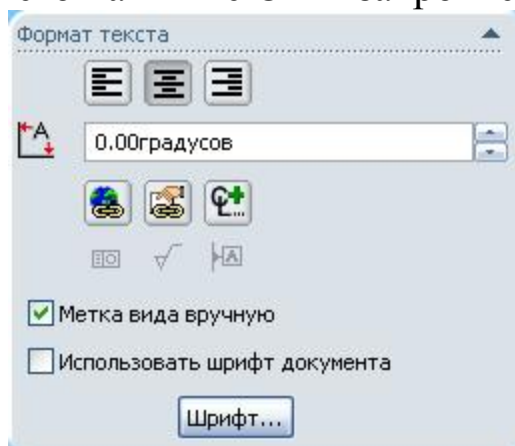 Формат текста
0.00градусов
Метка вида вручную
Использовать шрифт документа
Шрифт...